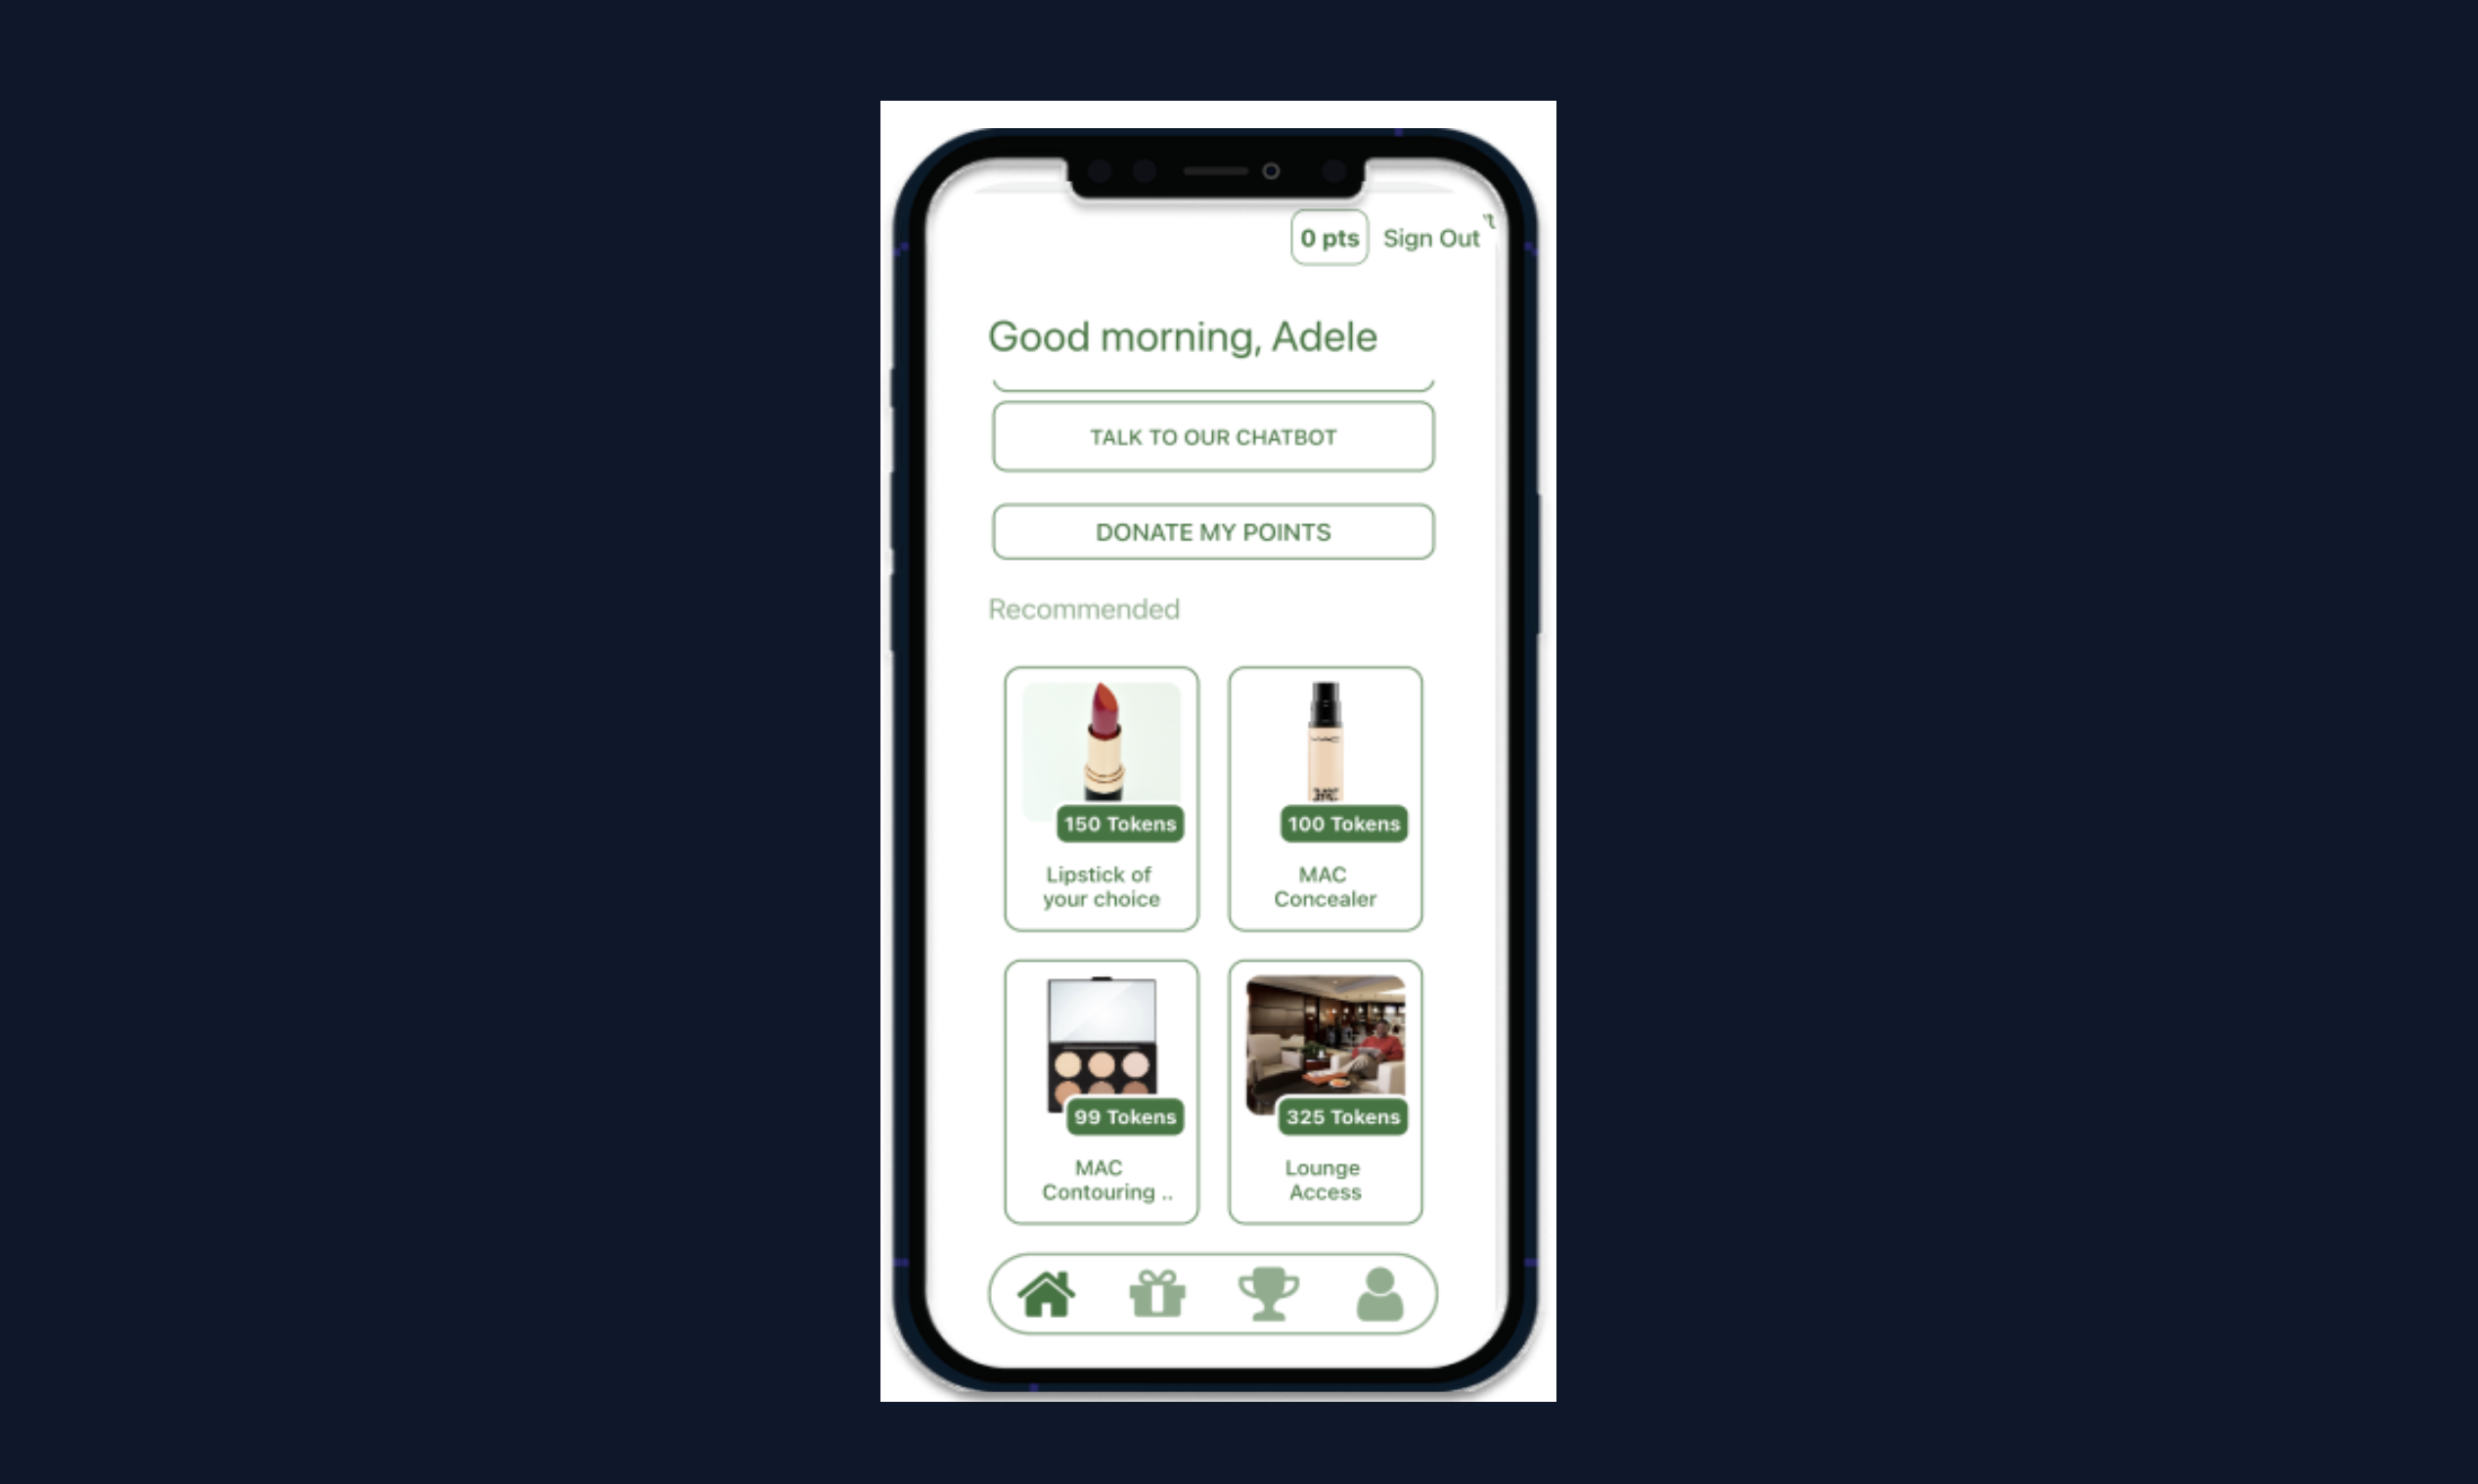 0 pts Sign Out
Good morning, Adele
TALK TO OUR CHATBOT
DONATE MY POINTS
Recommended
150 Tokens
Lipstick of
your choice
MAC
100 Tokens
MAC
Concealer
99 Tokens
MAC
Contouring ..
325 Tokens
Lounge
Access